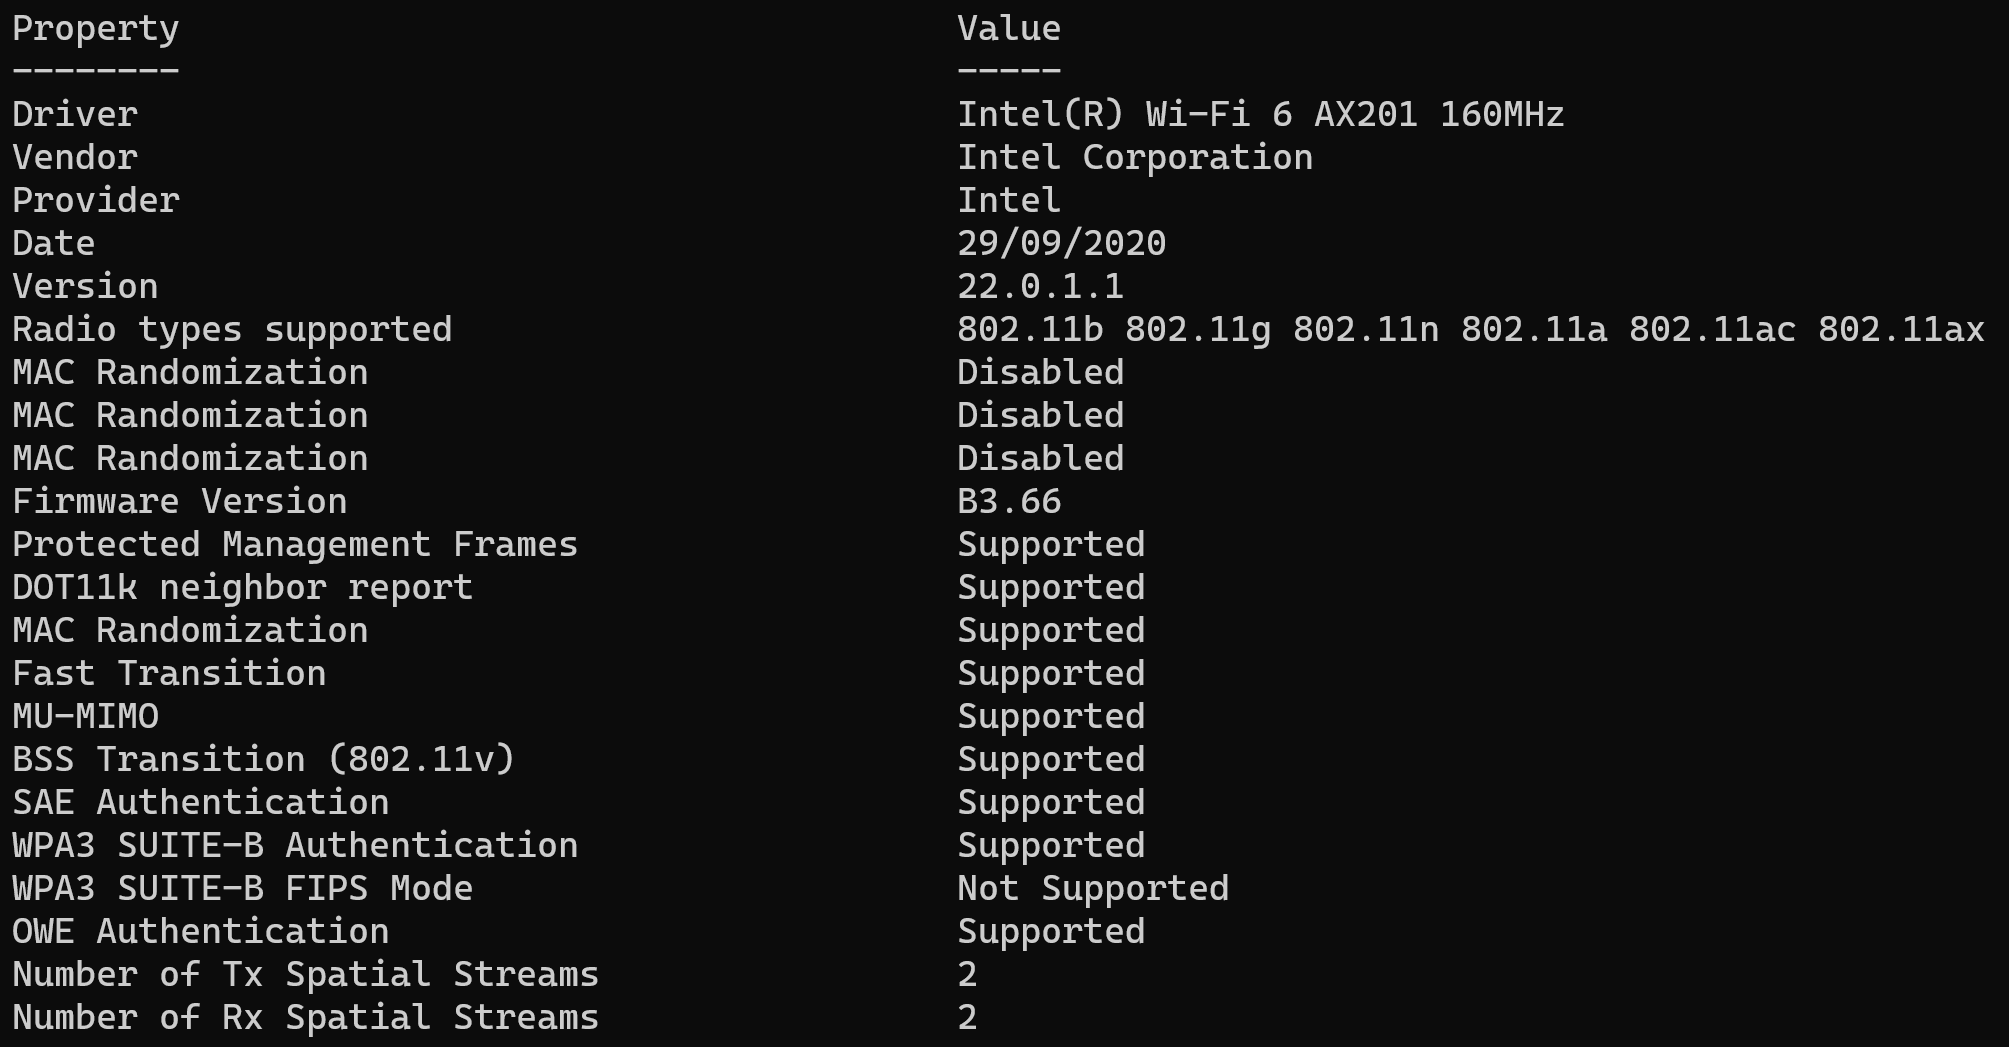 Property Value
-------- -----
Driver Intel(R) Wi-Fi 6 AX201 160MHz
Vendor Intel Corporation
Provider Intel
Date 29/09/2020
Version 22.0.1.1
Radio types supported 802.11b 802.11g 802.11n 802.11a 802.11ac 802.11ax
MAC Randomization Disabled
MAC Randomization Disabled
MAC Randomization Disabled
Firmware Version B3.66
Protected Management Frames Supported
DOT11k neighbor report Supported
MAC Randomization Supported
Fast Transition Supported
MU-MIMO Supported
BSS Transition (802.11v) Supported
SAE Authentication Supported
WPA3 SUITE-B Authentication Supported
WPA3 SUITE-B FIPS Mode Not Supported
OWE Authentication Supported
Number of Tx Spatial Streams 2
Number of Rx Spatial Streams 2